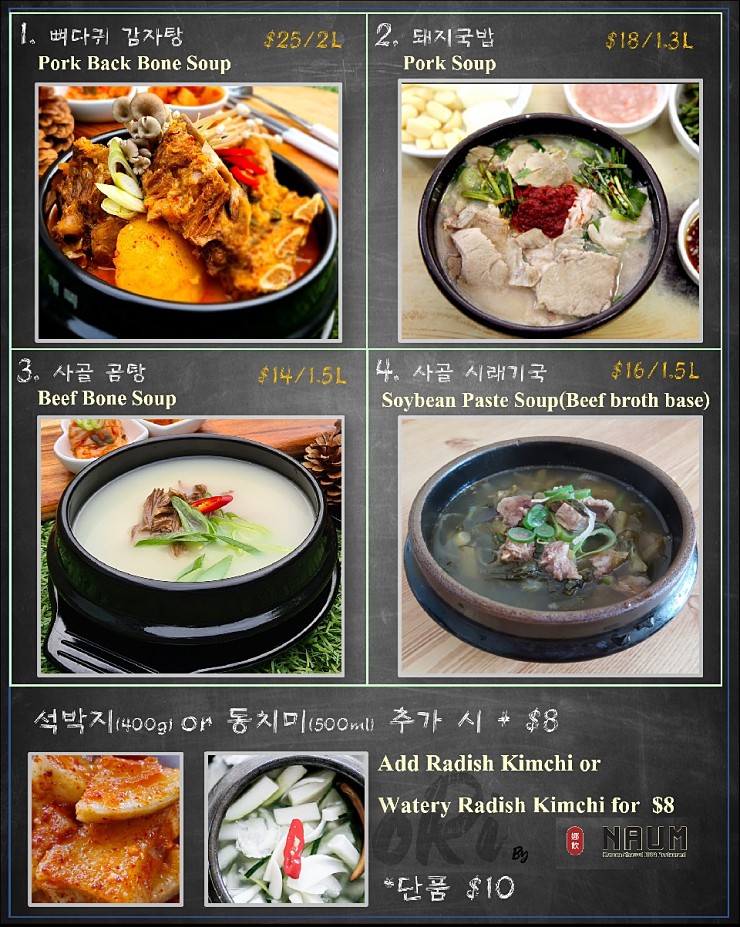 1. 뼈다귀 감자탕 $25/2L
Pork Back Bone Soup
2. 돼지국밥 $18/1.3L
Pork Soup
3. 사골 곰탕 $14/1.5L
Beef Bone Soup
4. 사골 시래기국 $16/1.5L
Soybean Paste Soup(Beef broth base)
석박지(400g) or 동치미(500ml) 추가 시 * $8
Add Radish Kimchi or
Watery Radish Kimchi for $8
By
NAUM
*단품 $10